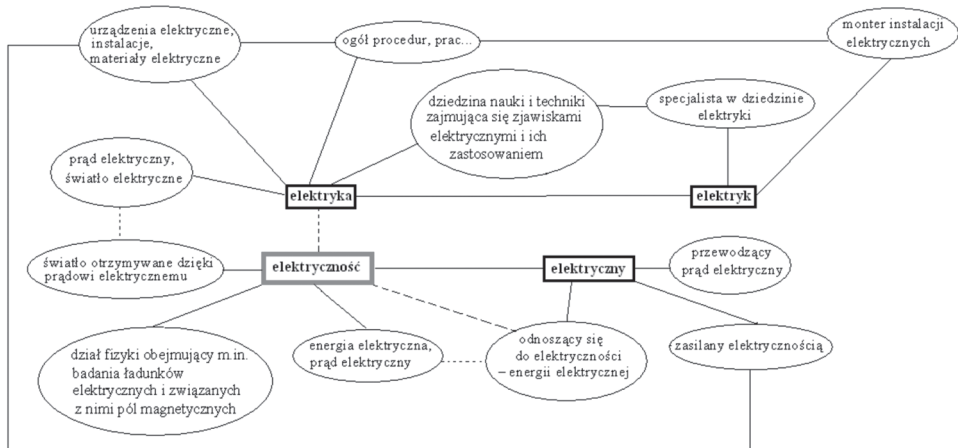 urządzenia elektryczne,
instalacje,
materiały elektryczne
ogół procedur, prac...
monter instalacji
elektrycznych
dziedzina nauki i techniki
zajmująca się zjawiskami
elektrycznymi i ich
zastosowaniem
specjalista w dziedzinie
elektryki
prąd elektryczny,
światło elektryczne
elektryka
elektryk
światło otrzymywane dzięki
prądowi elektrycznemu
elektryczność
elektryczny
przewodzący
prąd elektryczny
dział fizyki obejmujący m.in.
badania ładunków
elektrycznych i związanych
z nimi pól magnetycznych
energia elektryczna,
prąd elektryczny
odnoszący się
do elektryczności
– energii elektrycznej
zasilany elektrycznością